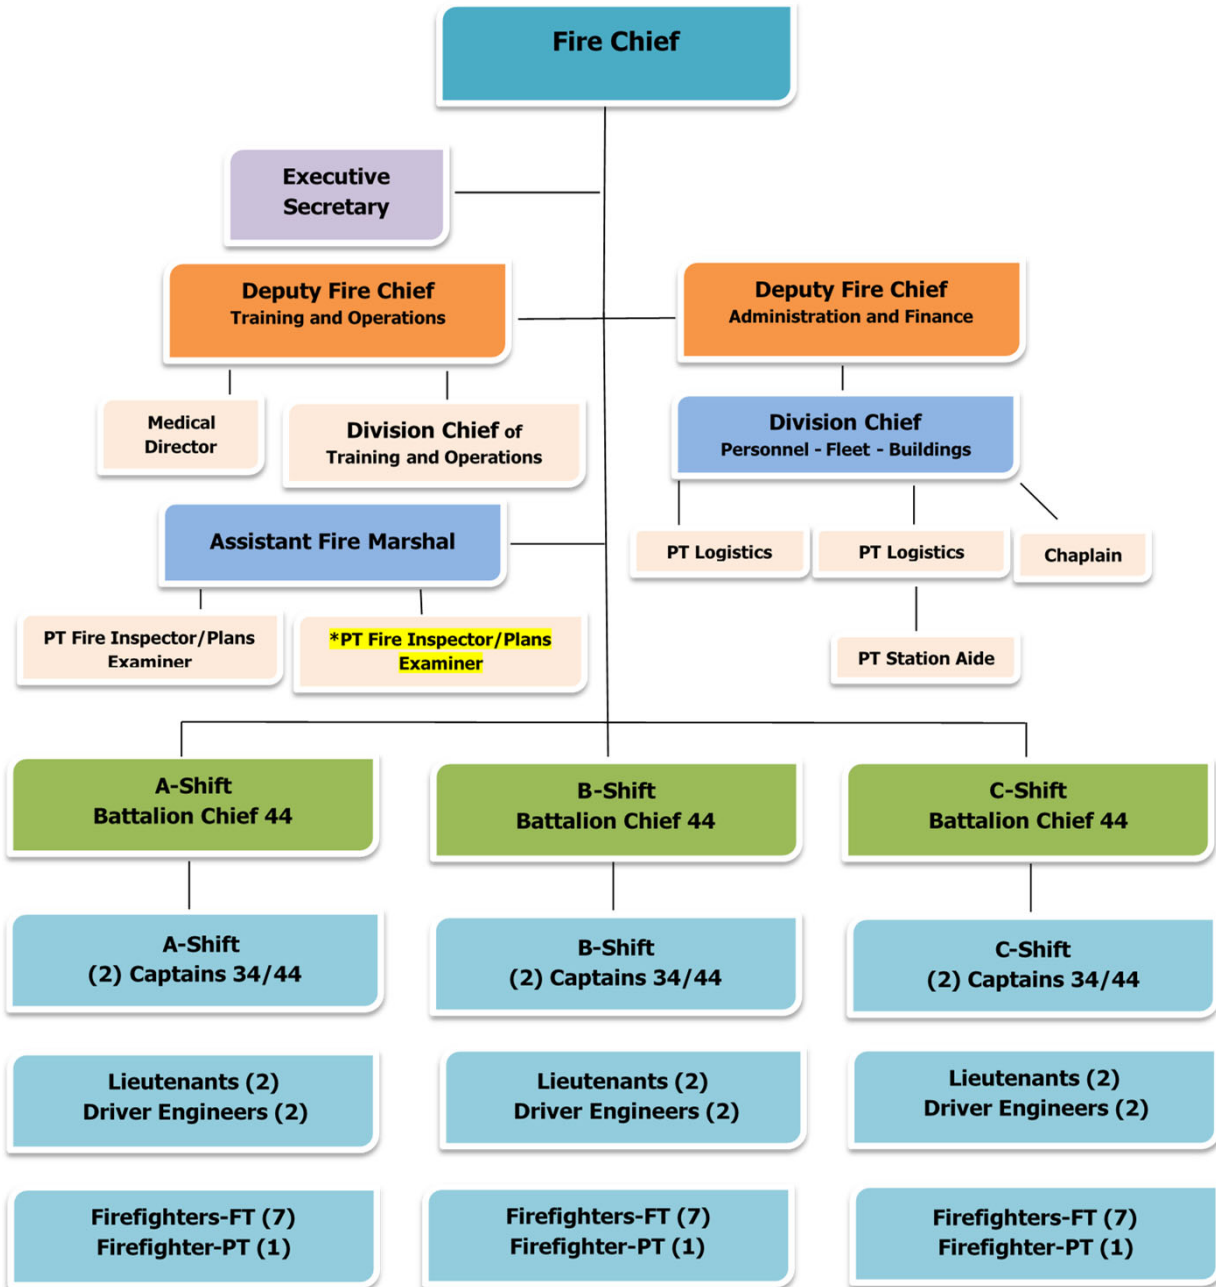 Fire Chief
Executive
Secretary
Deputy Fire Chief
Training and Operations
Deputy Fire Chief
Administration and Finance
Medical
Director
Division Chief of
Training and Operations
Division Chief
Personnel - Fleet - Buildings
Assistant Fire Marshal
PT Logistics
PT Logistics
Chaplain
PT Fire Inspector/Plans
Examiner
*PT Fire Inspector/Plans
Examiner
PT Station Aide
A-Shift
Battalion Chief 44
B-Shift
Battalion Chief 44
C-Shift
Battalion Chief 44
A-Shift
(2) Captains 34/44
B-Shift
(2) Captains 34/44
C-Shift
(2) Captains 34/44
Lieutenants (2)
Driver Engineers (2)
Lieutenants (2)
Driver Engineers (2)
Lieutenants (2)
Driver Engineers (2)
Firefighters-FT (7)
Firefighter-PT (1)
Firefighters-FT (7)
Firefighter-PT (1)
Firefighters-FT (7)
Firefighter-PT (1)